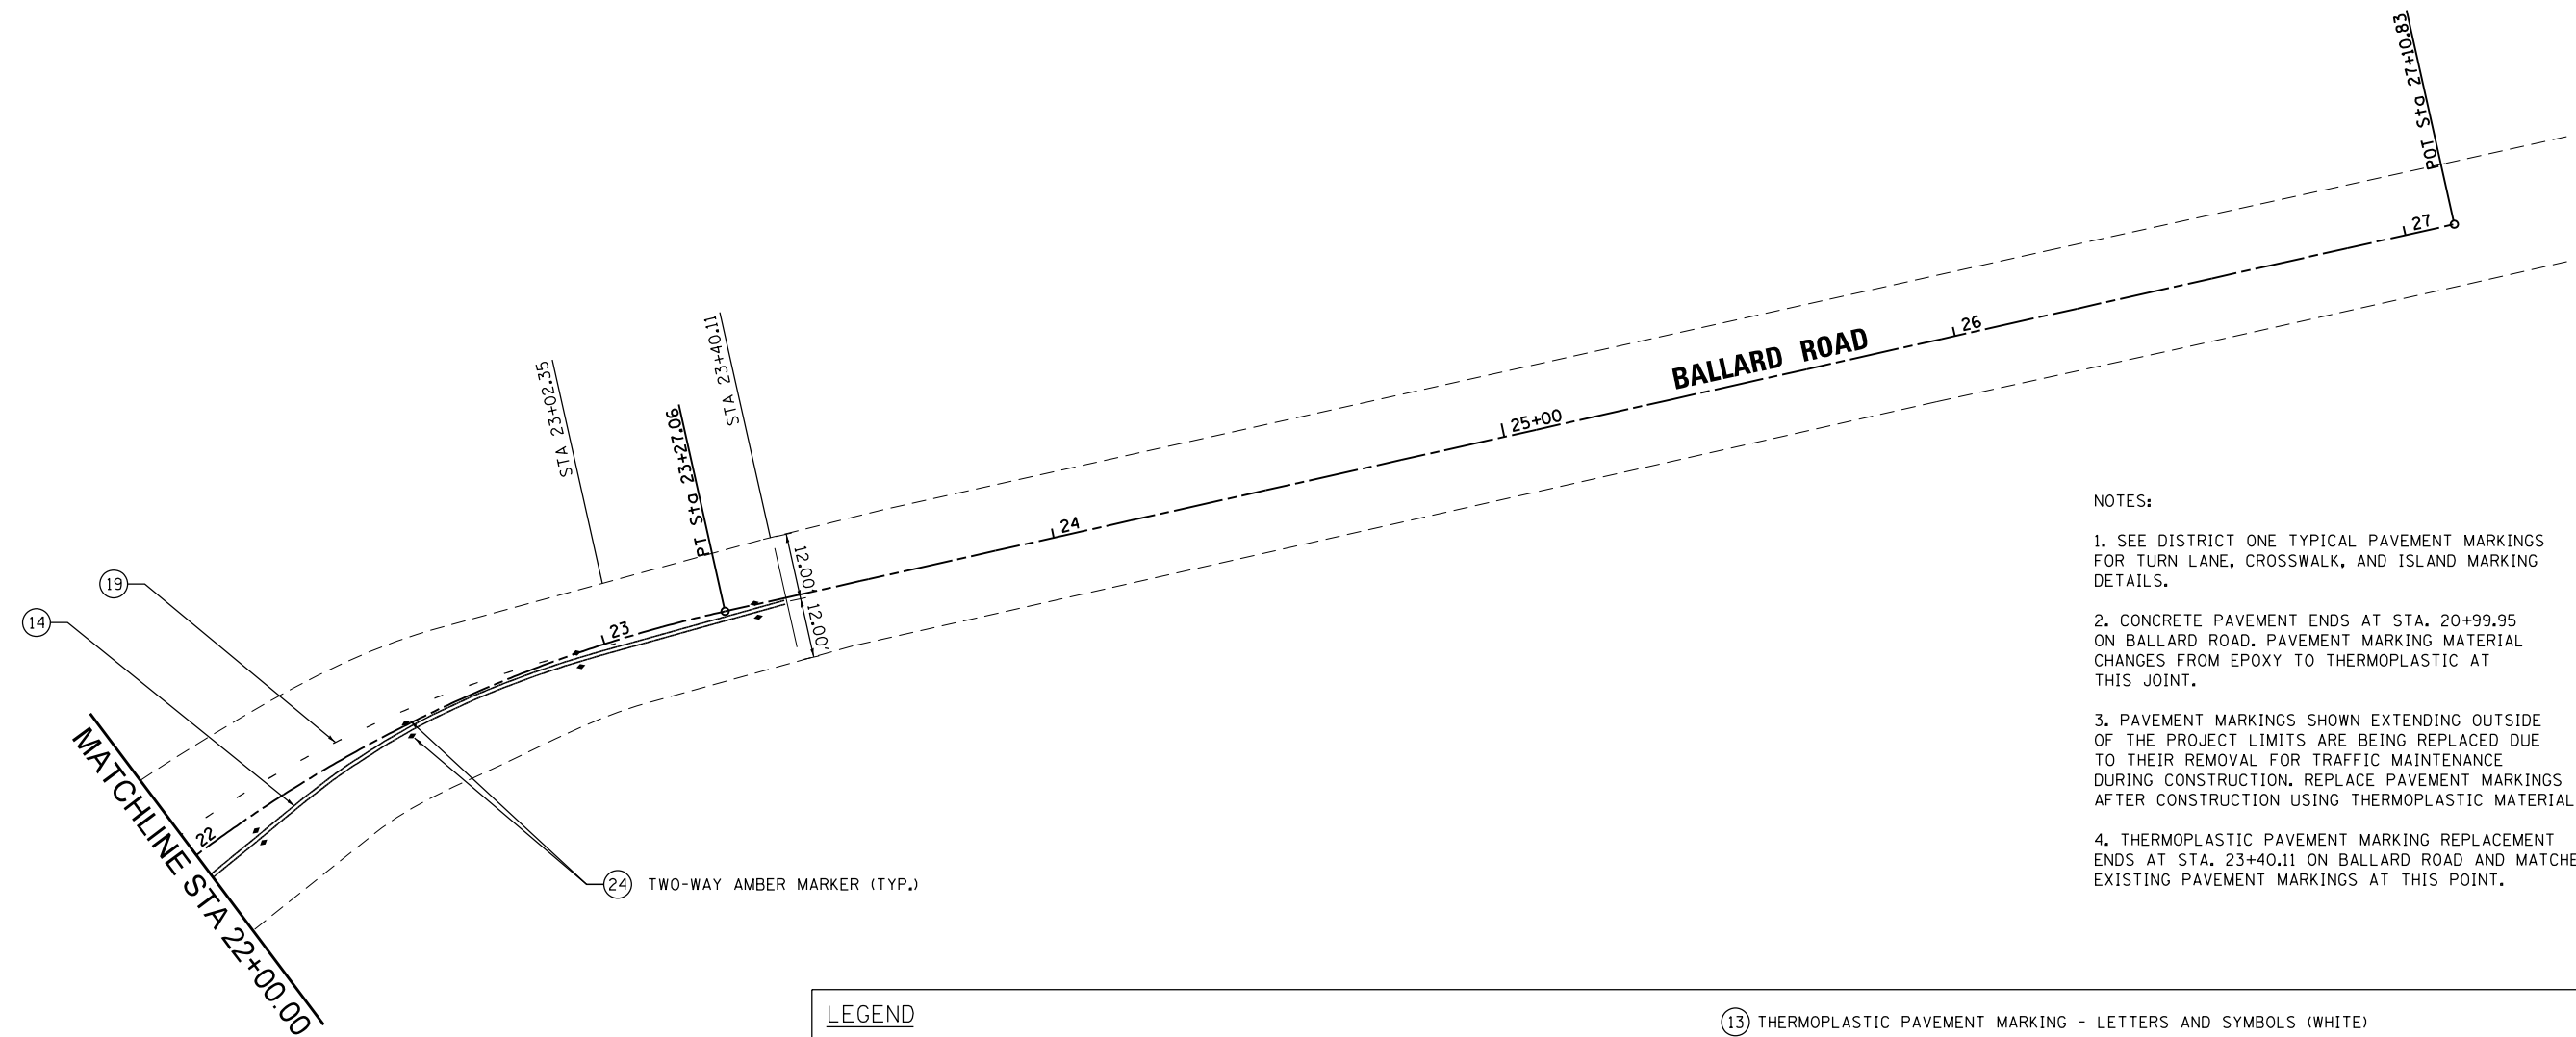 POT Sta 27+10.83
27
26
BALLARD ROAD
25+00
24
STA 23+40.11
STA 23+02.35
PT Sta 23+27.06
12.00'
12.00'
23
19
14
22
MATCHLINE STA 22+00.00
24 TWO-WAY AMBER MARKER (TYP.)
NOTES:
1. SEE DISTRICT ONE TYPICAL PAVEMENT MARKINGS
FOR TURN LANE, CROSSWALK, AND ISLAND MARKING
DETAILS.
2. CONCRETE PAVEMENT ENDS AT STA. 20+99.95
ON BALLARD ROAD. PAVEMENT MARKING MATERIAL
CHANGES FROM EPOXY TO THERMOPLASTIC AT
THIS JOINT.
3. PAVEMENT MARKINGS SHOWN EXTENDING OUTSIDE
OF THE PROJECT LIMITS ARE BEING REPLACED DUE
TO THEIR REMOVAL FOR TRAFFIC MAINTENANCE
DURING CONSTRUCTION. REPLACE PAVEMENT MARKINGS
AFTER CONSTRUCTION USING THERMOPLASTIC MATERIAL
4. THERMOPLASTIC PAVEMENT MARKING REPLACEMENT
ENDS AT STA. 23+40.11 ON BALLARD ROAD AND MATCHE
EXISTING PAVEMENT MARKINGS AT THIS POINT.
LEGEND
13 THERMOPLASTIC PAVEMENT MARKING - LETTERS AND SYMBOLS (WHITE)